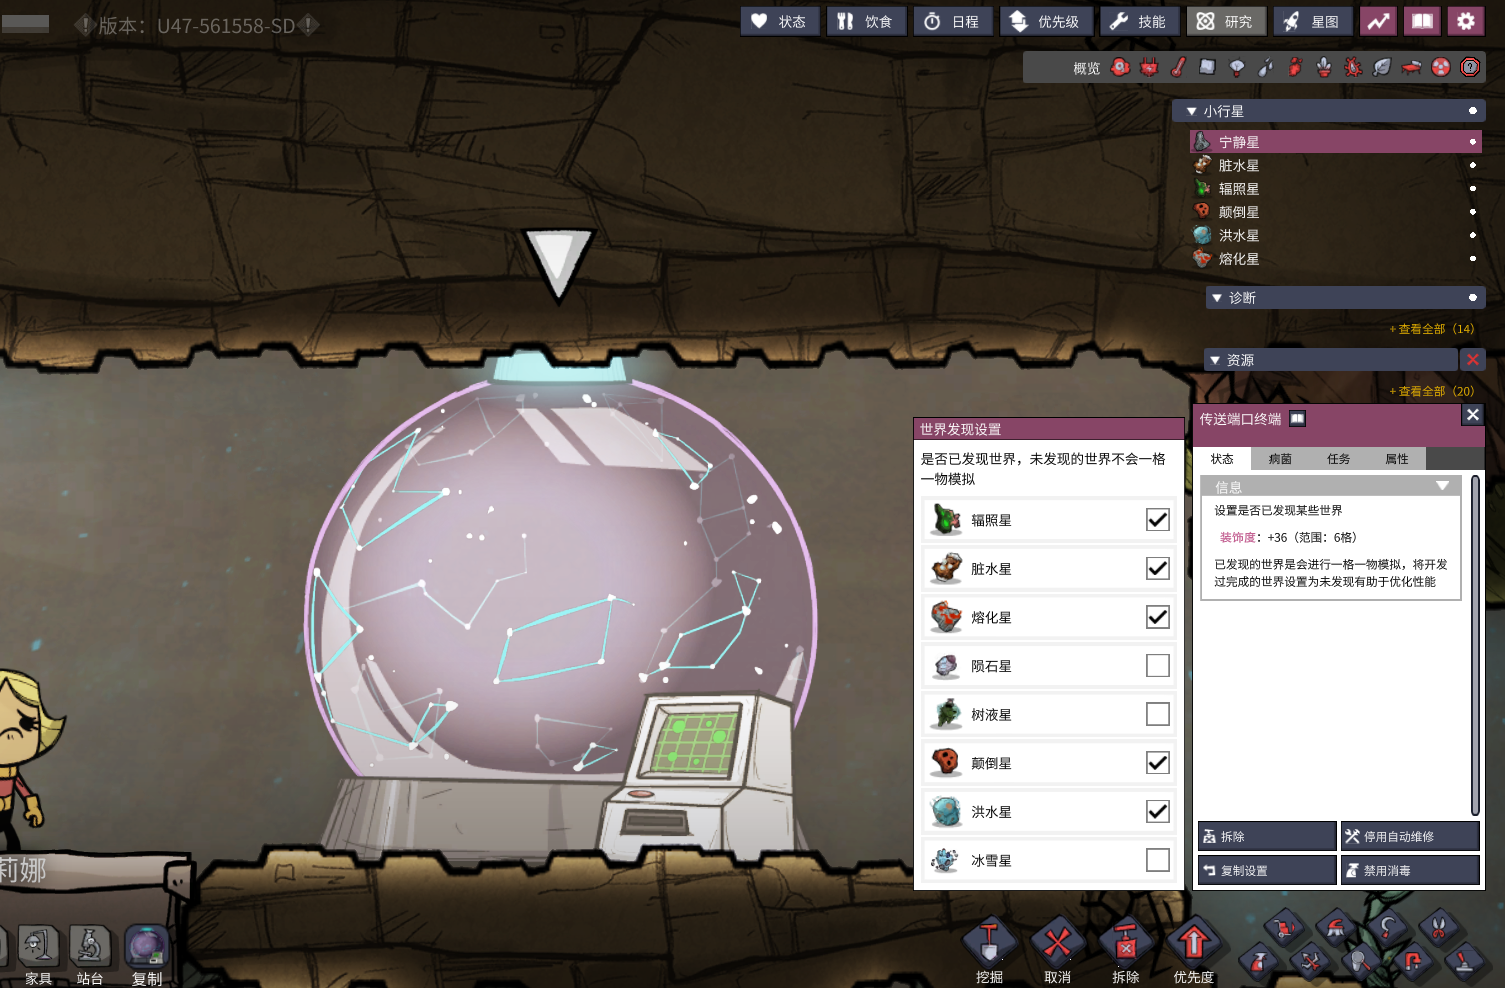 版本：U47-561558-SD
状态
饮食
日程
优先级
技能
研究
星图
概览
小行星
宁静星
脏水星
辐照星
颠倒星
洪水星
熔化星
诊断
+ 查看全部（14）
资源
+ 查看全部（20）
世界发现设置
是否已发现世界，未发现的世界不会一格
一物模拟
辐照星
脏水星
熔化星
陨石星
树液星
颠倒星
洪水星
冰雪星
传送端口终端
状态
病菌
任务
属性
信息
设置是否已发现某些世界
装饰度：+36（范围：6格）
已发现的世界是会进行一格一物模拟，将开发
过完成的世界设置为未发现有助于优化性能
拆除
停用自动维修
复制设置
禁用消毒
莉娜
家具
站台
复制
挖掘
取消
拆除
优先度